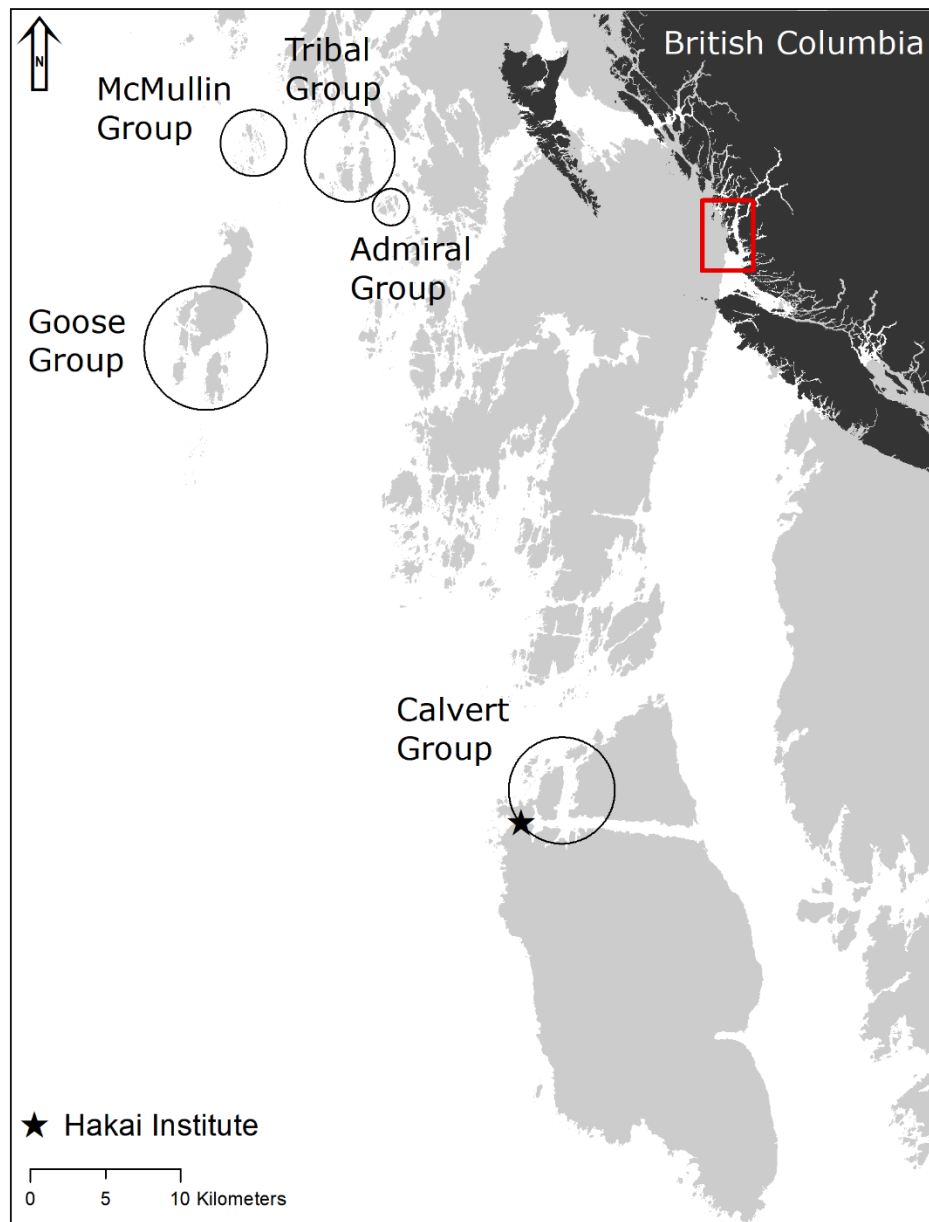 N
British Columbia
Tribal
Group
McMullin
Group
Admiral
Group
Goose
Group
Calvert
Group
Hakai Institute
0 5 10 Kilometers